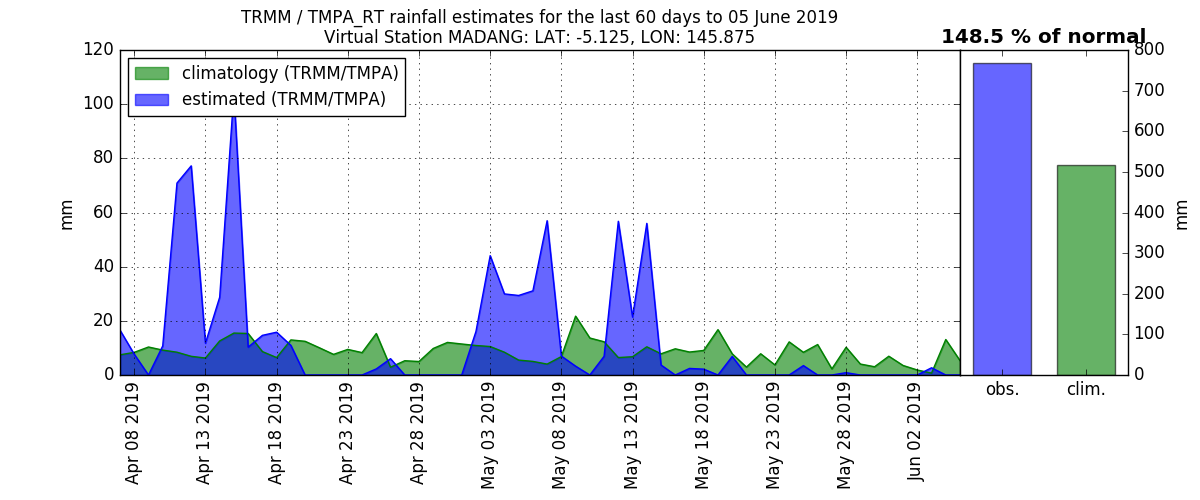 TRMM / TMPA_RT rainfall estimates for the last 60 days to 05 June 2019
Virtual Station MADANG: LAT: -5.125, LON: 145.875
148.5 % of normal
climatology (TRMM/TMPA)
estimated (TRMM/TMPA)
120
100
80
60
40
20
0
mm
Apr 08 2019
Apr 13 2019
Apr 18 2019
Apr 23 2019
Apr 28 2019
May 03 2019
May 08 2019
May 13 2019
May 18 2019
May 23 2019
May 28 2019
Jun 02 2019
800
700
600
500
400
300
200
100
0
mm
obs.
clim.